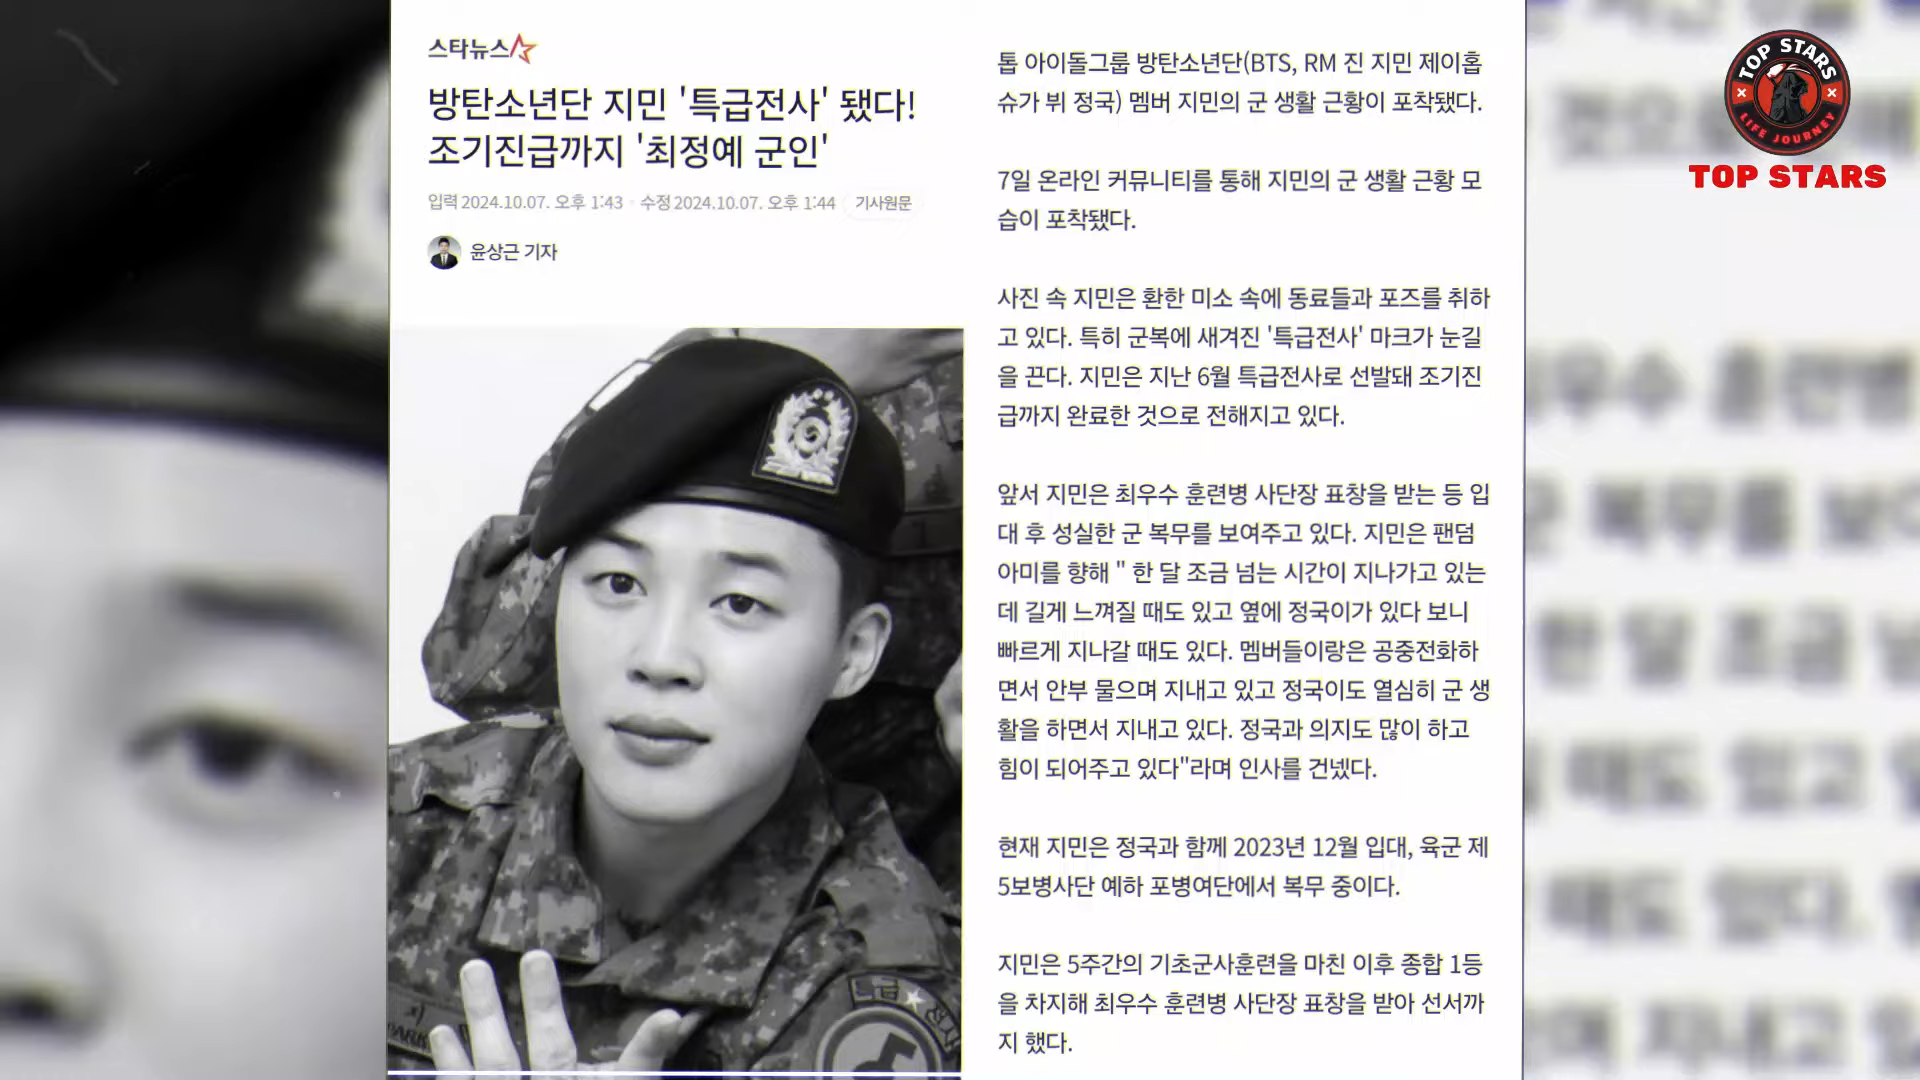 스타뉴스
방탄소년단 지민 '특급전사' 됐다!
조기진급까지 '최정예 군인'
입력 2024.10.07. 오후 1:43 · 수정 2024.10.07. 오후 1:44 기사원문
윤상근 기자
톱 아이돌그룹 방탄소년단(BTS, RM 진 지민 제이홉
슈가 뷔 정국) 멤버 지민의 군 생활 근황이 포착됐다.
7일 온라인 커뮤니티를 통해 지민의 군 생활 근황 모
습이 포착됐다.
사진 속 지민은 환한 미소 속에 동료들과 포즈를 취하
고 있다. 특히 군복에 새겨진 '특급전사' 마크가 눈길
을 끈다. 지민은 지난 6월 특급전사로 선발돼 조기진
급까지 완료한 것으로 전해지고 있다.
앞서 지민은 최우수 훈련병 사단장 표창을 받는 등 입
대 후 성실한 군 복무를 보여주고 있다. 지민은 팬덤
아미를 향해 " 한 달 조금 넘는 시간이 지나가고 있는
데 길게 느껴질 때도 있고 옆에 정국이가 있다 보니
빠르게 지나갈 때도 있다. 멤버들이랑은 공중전화하
면서 안부 물으며 지내고 있고 정국이도 열심히 군 생
활을 하면서 지내고 있다. 정국과 의지도 많이 하고
힘이 되어주고 있다"라며 인사를 건넸다.
현재 지민은 정국과 함께 2023년 12월 입대, 육군 제
5보병사단 예하 포병여단에서 복무 중이다.
지민은 5주간의 기초군사훈련을 마친 이후 종합 1등
을 차지해 최우수 훈련병 사단장 표창을 받아 선서까
지 했다.
TOP STARS
LIFE JOURNEY
TOP STARS